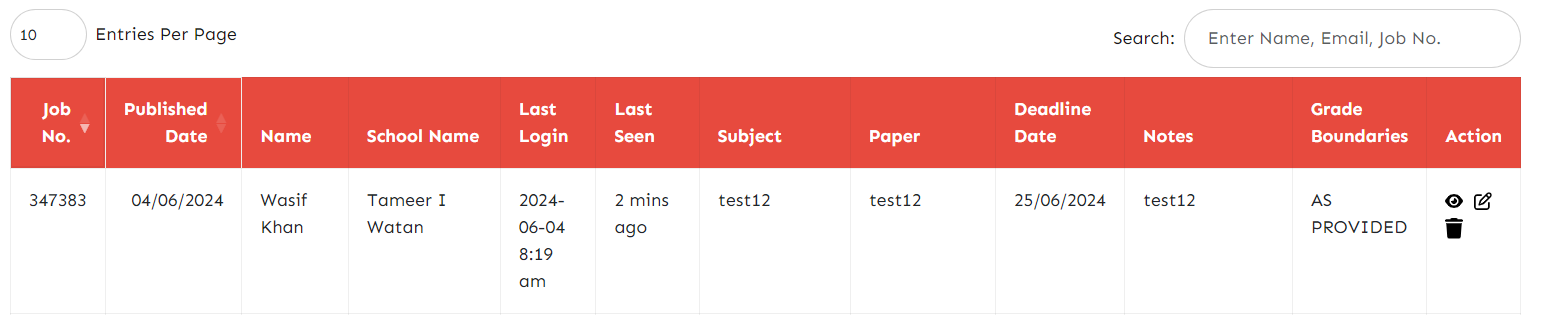 10 Entries Per Page
Search: Enter Name, Email, Job No.
Job No. Published Date Name School Name Last Login Last Seen Subject Paper Deadline Date Notes Grade Boundaries Action
347383 04/06/2024 Wasif Khan Tameer I Watan 2024-06-04 8:19 am 2 mins ago test12 test12 25/06/2024 test12 AS PROVIDED